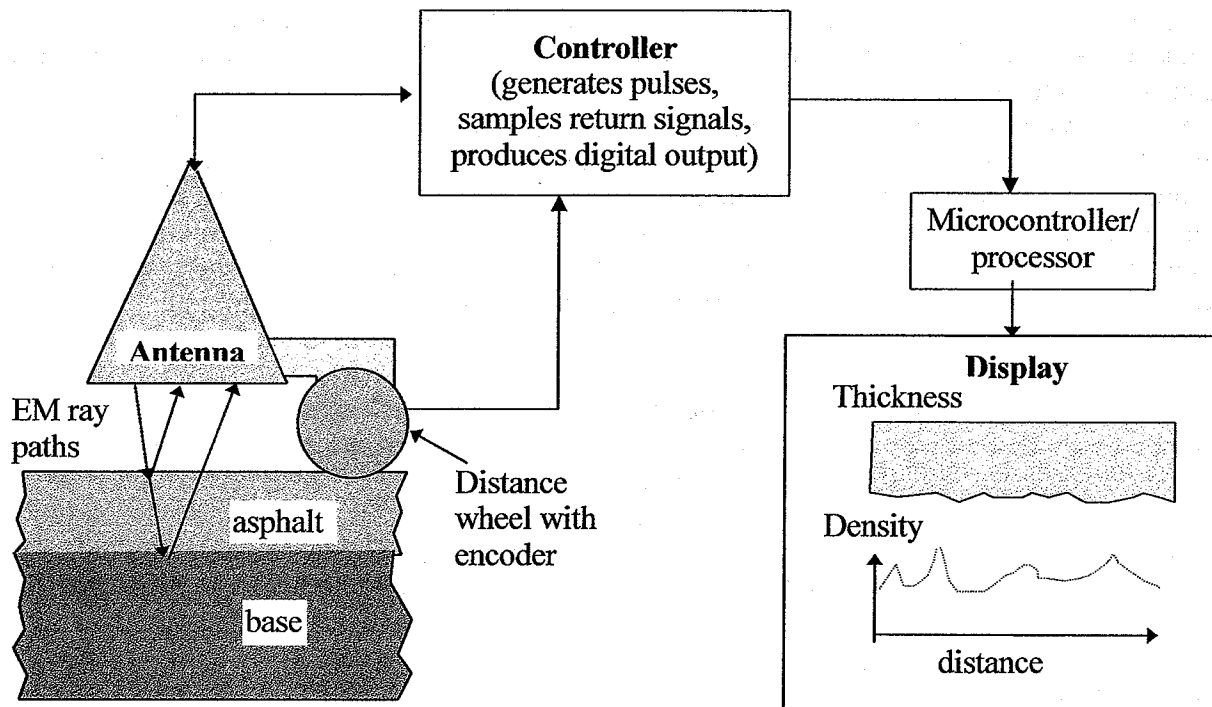 Controller
(generates pulses,
samples return signals,
produces digital output)
Microcontroller/
processor
Antenna
EM ray
paths
Distance
wheel with
encoder
asphalt
base
Display
Thickness
Density
distance